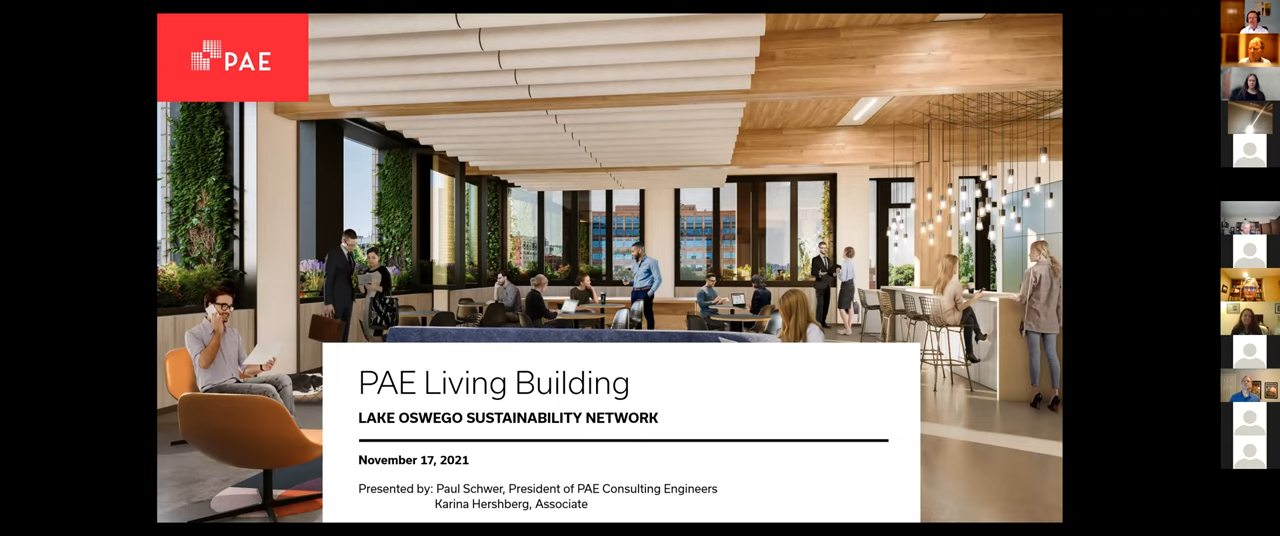 PAE
PAE Living Building
LAKE OSWEGO SUSTAINABILITY NETWORK
November 17, 2021
Presented by: Paul Schwer, President of PAE Consulting Engineers
Karina Hershberg, Associate